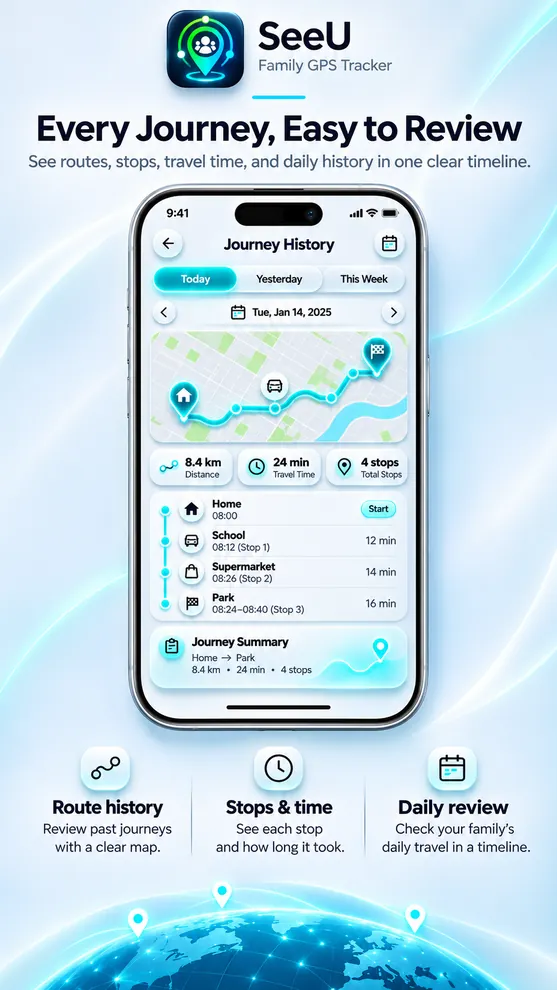 SeeU
Family GPS Tracker
Every Journey, Easy to Review
See routes, stops, travel time, and daily history in one clear timeline.
9:41
Journey History
Today
Yesterday
This Week
Tue, Jan 14, 2025
8.4 km
Distance
24 min
Travel Time
4 stops
Total Stops
Home
08:00
Start
School
08:12 (Stop 1)
12 min
Supermarket
08:26 (Stop 2)
14 min
Park
08:24–08:40 (Stop 3)
16 min
Journey Summary
Home → Park
8.4 km • 24 min • 4 stops
Route history
Review past journeys
with a clear map.
Stops & time
See each stop
and how long it took.
Daily review
Check your family's
daily travel in a timeline.